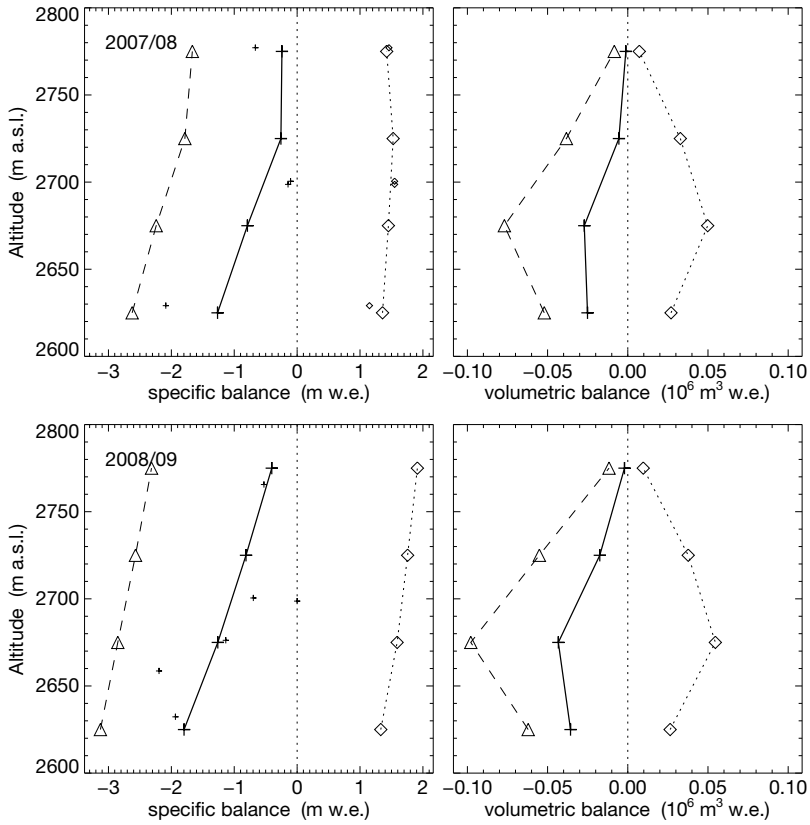 2007/08
2800
2750
2700
2650
2600
Altitude (m a.s.l.)
−3 −2 −1 0 1 2
specific balance (m w.e.)
−0.10 −0.05 0.00 0.05 0.10
volumetric balance (10⁶ m³ w.e.)
2008/09
2800
2750
2700
2650
2600
Altitude (m a.s.l.)
−3 −2 −1 0 1 2
specific balance (m w.e.)
−0.10 −0.05 0.00 0.05 0.10
volumetric balance (10⁶ m³ w.e.)